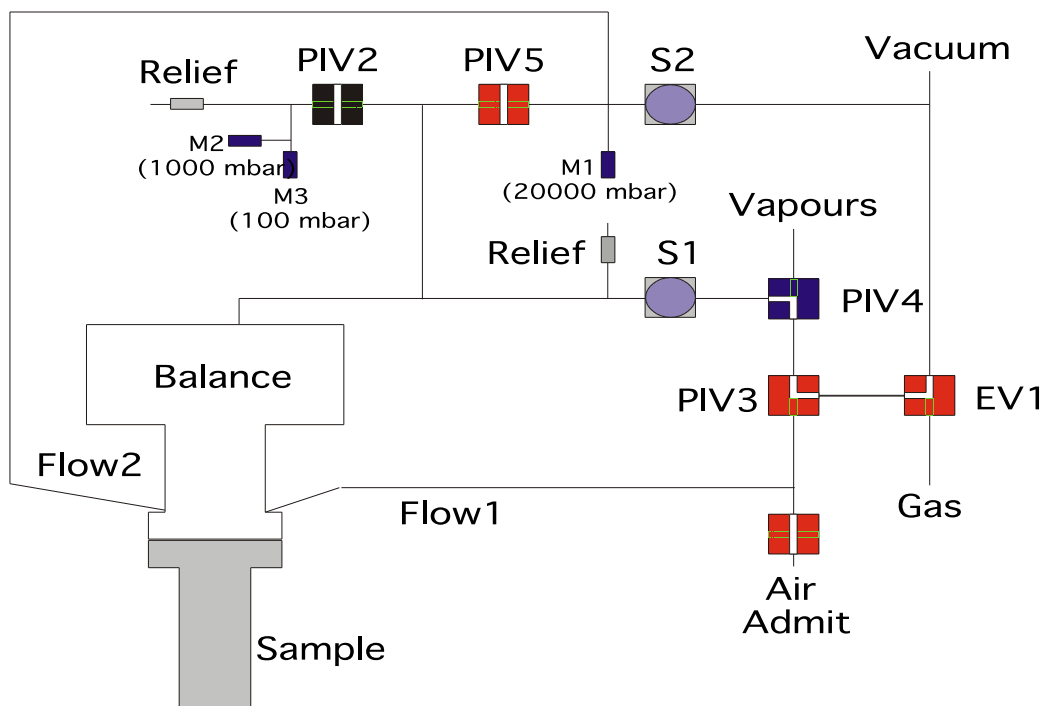 Vacuum
PIV2
PIV5
S2
Relief
M2
(1000 mbar)
M3
(100 mbar)
M1
(20000 mbar)
Vapours
Relief
S1
PIV4
Balance
PIV3
EV1
Flow2
Flow1
Gas
Air
Admit
Sample